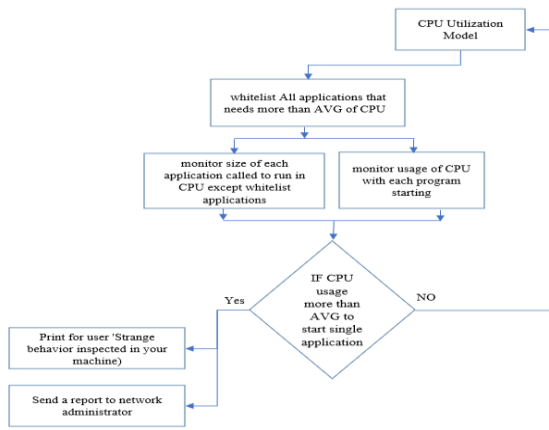 CPU Utilization
Model
whitelist All applications that
needs more than AVG of CPU
monitor size of each
application called to run in
CPU except whitelist
applications
monitor usage of CPU
with each program
starting
IF CPU
usage
more than
AVG to
start single
application
Yes
NO
Print for user 'Strange
behavior inspected in your
machine)
Send a report to network
administrator